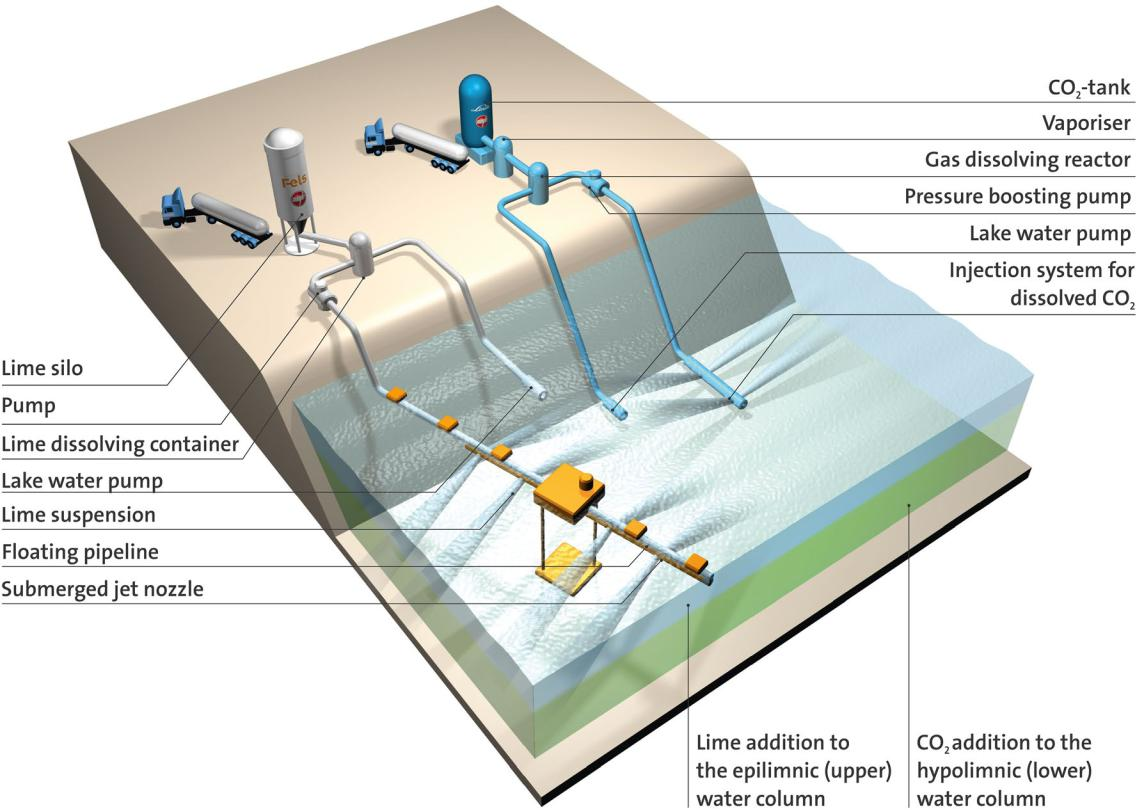 CO₂-tank
Vaporiser
Gas dissolving reactor
Pressure boosting pump
Lake water pump
Injection system for
dissolved CO₂
Fels
Lime silo
Pump
Lime dissolving container
Lake water pump
Lime suspension
Floating pipeline
Submerged jet nozzle
Lime addition to
the epilimnic (upper)
water column
CO₂ addition to the
hypolimnic (lower)
water column